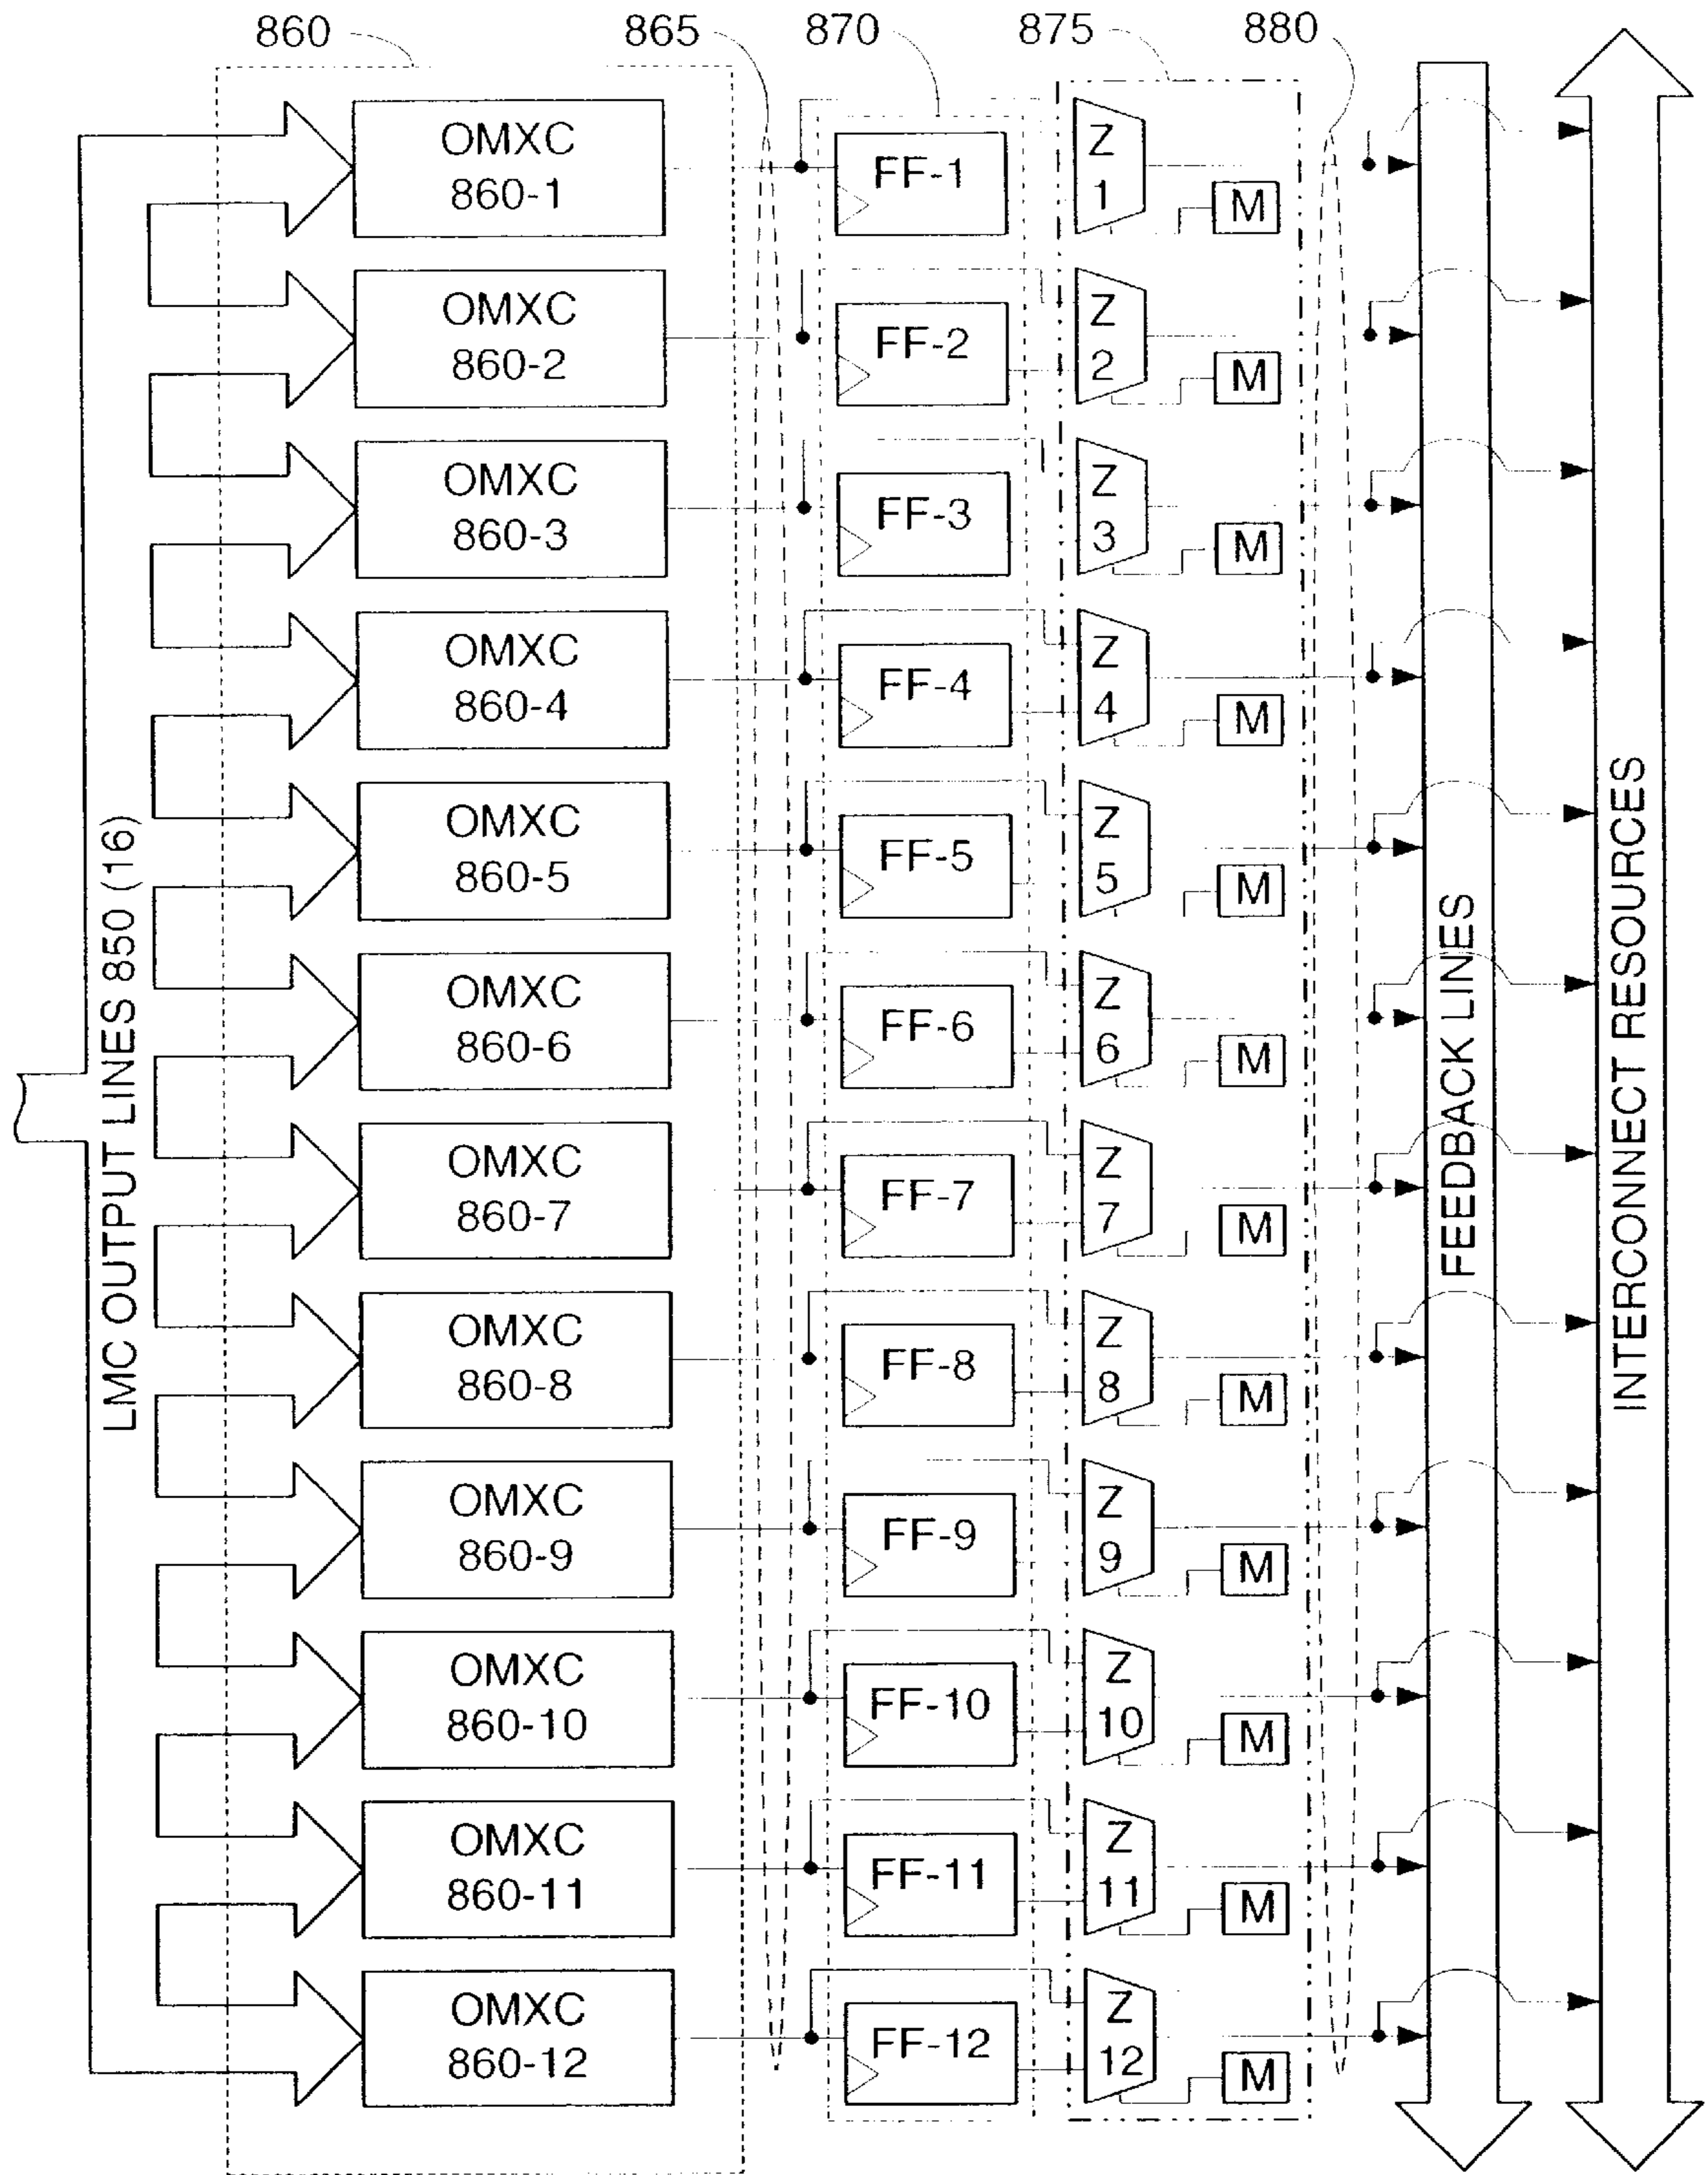 860 865 870 875 880
OMXC
860-1
FF-1
Z
1
M
OMXC
860-2
FF-2
Z
2
M
OMXC
860-3
FF-3
Z
3
M
OMXC
860-4
FF-4
Z
4
M
OMXC
860-5
FF-5
Z
5
M
OMXC
860-6
FF-6
Z
6
M
OMXC
860-7
FF-7
Z
7
M
OMXC
860-8
FF-8
Z
8
M
OMXC
860-9
FF-9
Z
9
M
OMXC
860-10
FF-10
Z
10
M
OMXC
860-11
FF-11
Z
11
M
OMXC
860-12
FF-12
Z
12
M
LMC OUTPUT LINES 850 (16)
FEEDBACK LINES
INTERCONNECT RESOURCES